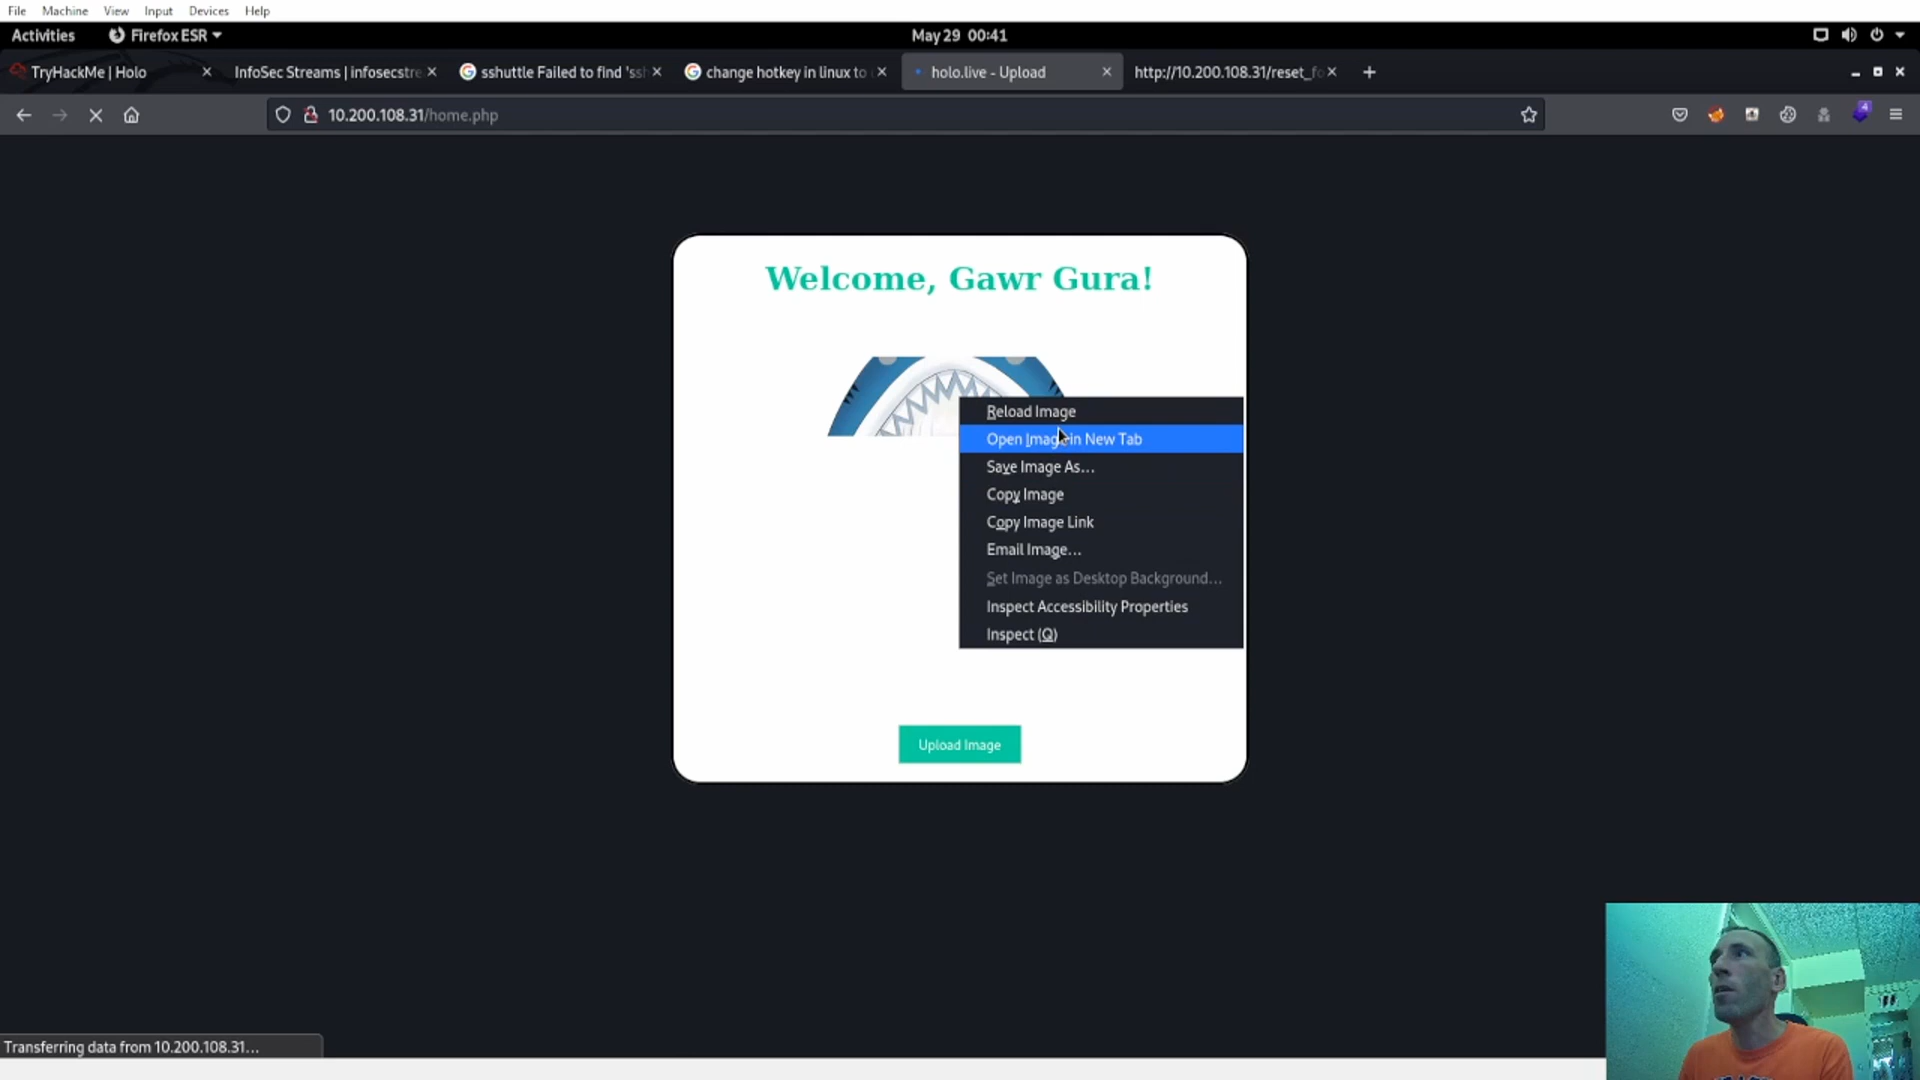 File Machine View Input Devices Help
Activities Firefox ESR May 29 00:41
TryHackMe | Holo InfoSec Streams | infosecstre sshuttle Failed to find 'ssh change hotkey in linux to holo.live - Upload http://10.200.108.31/reset_fo
10.200.108.31/home.php 4
Welcome, Gawr Gura!
Reload Image
Open Image in New Tab
Save Image As...
Copy Image
Copy Image Link
Email Image...
Set Image as Desktop Background...
Inspect Accessibility Properties
Inspect (Q)
Upload Image
Transferring data from 10.200.108.31...